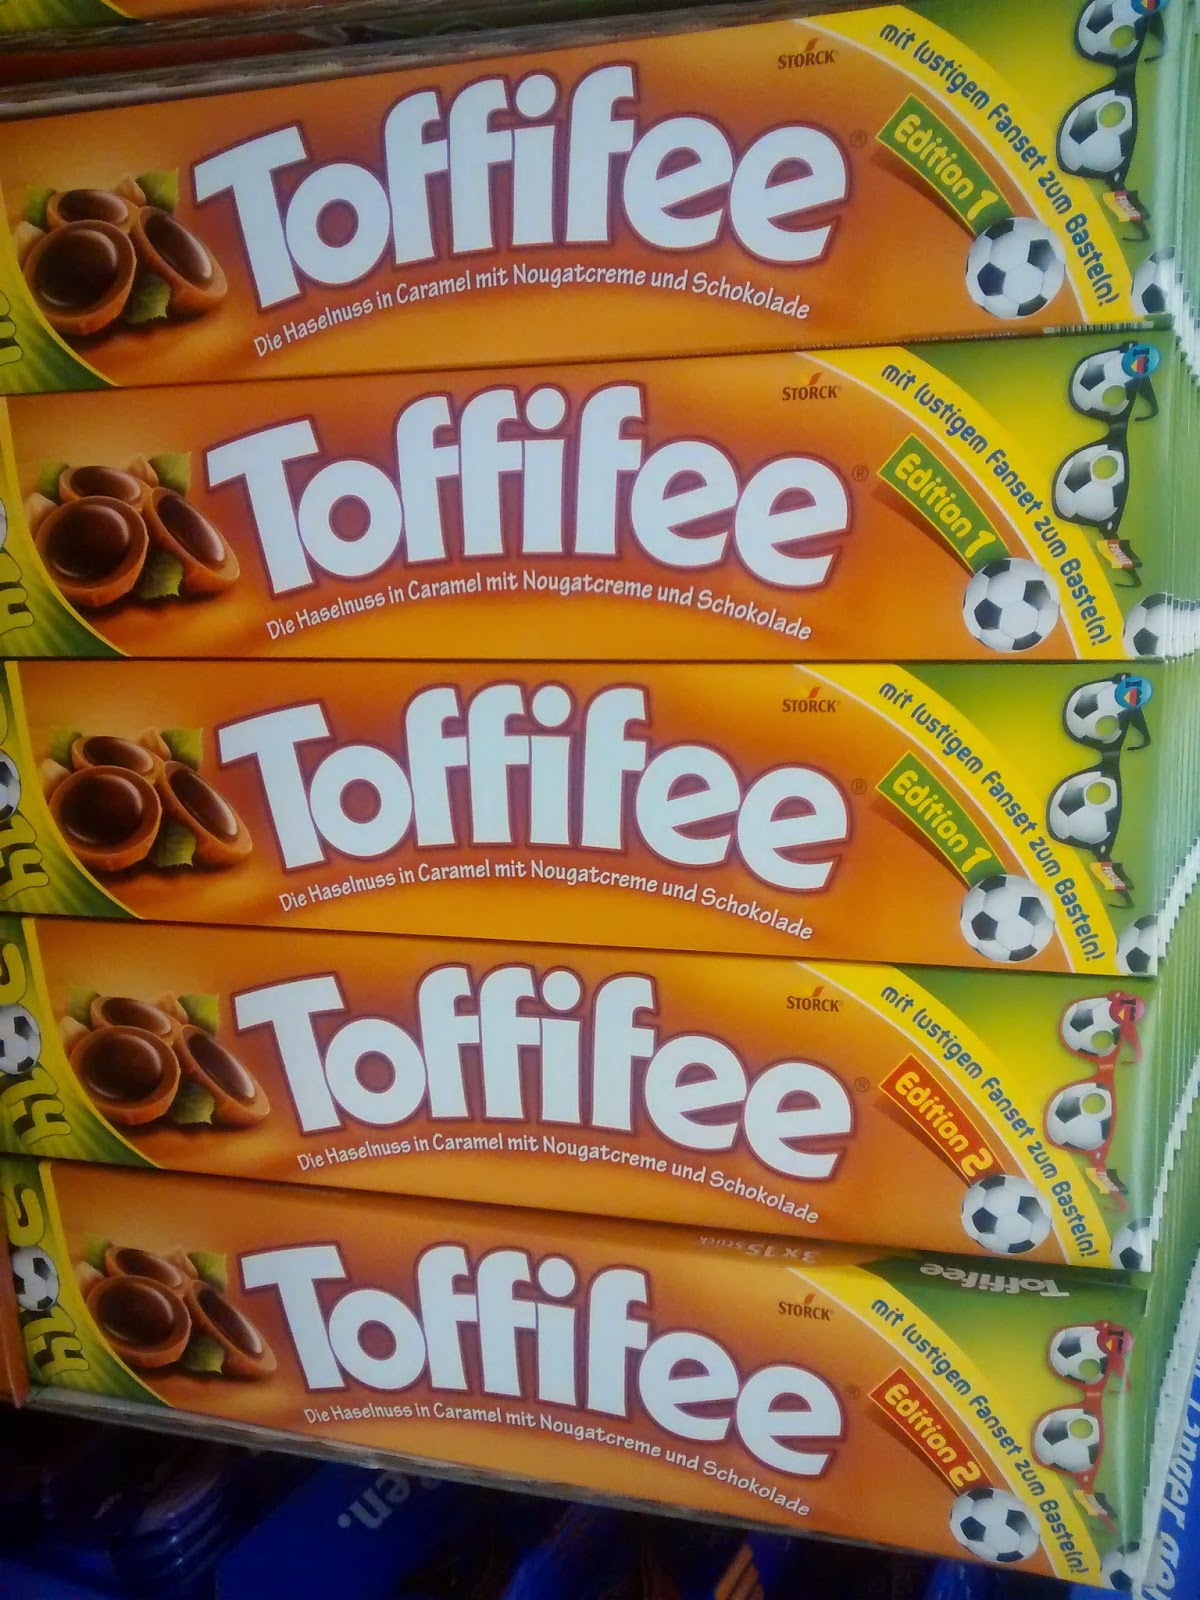 STORCK
mit lustigem Fanset zum Basteln!
Toffifee®
Edition 1
Die Haselnuss in Caramel mit Nougatcreme und Schokolade
STORCK
mit lustigem Fanset zum Basteln!
Toffifee®
Edition 1
Die Haselnuss in Caramel mit Nougatcreme und Schokolade
STORCK
mit lustigem Fanset zum Basteln!
Toffifee®
Edition 1
Die Haselnuss in Caramel mit Nougatcreme und Schokolade
STORCK
mit lustigem Fanset zum Basteln!
Toffifee®
Edition 2
Die Haselnuss in Caramel mit Nougatcreme und Schokolade
3x15 Stück
Toffifee
STORCK
mit lustigem Fanset zum Basteln!
Toffifee®
Edition 2
Die Haselnuss in Caramel mit Nougatcreme und Schokolade